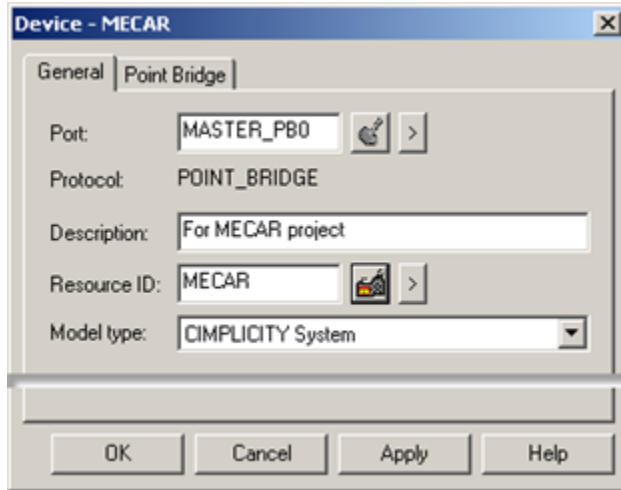 Device - MECAR
General Point Bridge
Port: MASTER_PB0 >
Protocol: POINT_BRIDGE
Description: For MECAR project
Resource ID: MECAR >
Model type: CIMPLICITY System
OK Cancel Apply Help